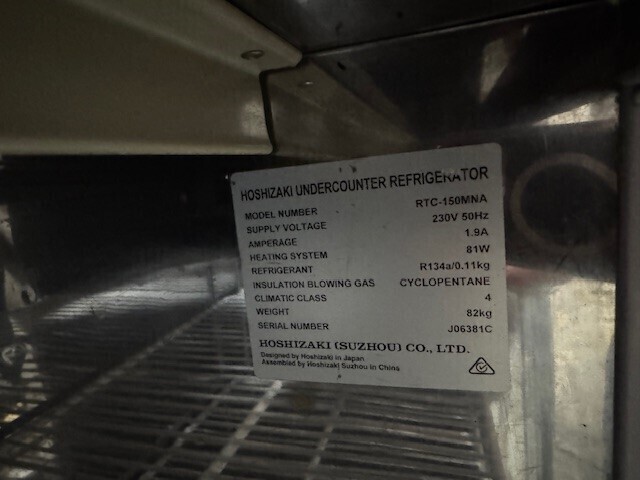 HOSHIZAKI UNDERCOUNTER REFRIGERATOR
MODEL NUMBER RTC-150MNA
SUPPLY VOLTAGE 230V 50Hz
AMPERAGE 1.9A
HEATING SYSTEM 81W
REFRIGERANT R134a/0.11kg
INSULATION BLOWING GAS CYCLOPENTANE
CLIMATIC CLASS 4
WEIGHT 82kg
SERIAL NUMBER J06381C
HOSHIZAKI (SUZHOU) CO., LTD.
Designed by Hoshizaki in Japan
Assembled by Hoshizaki Suzhou in China